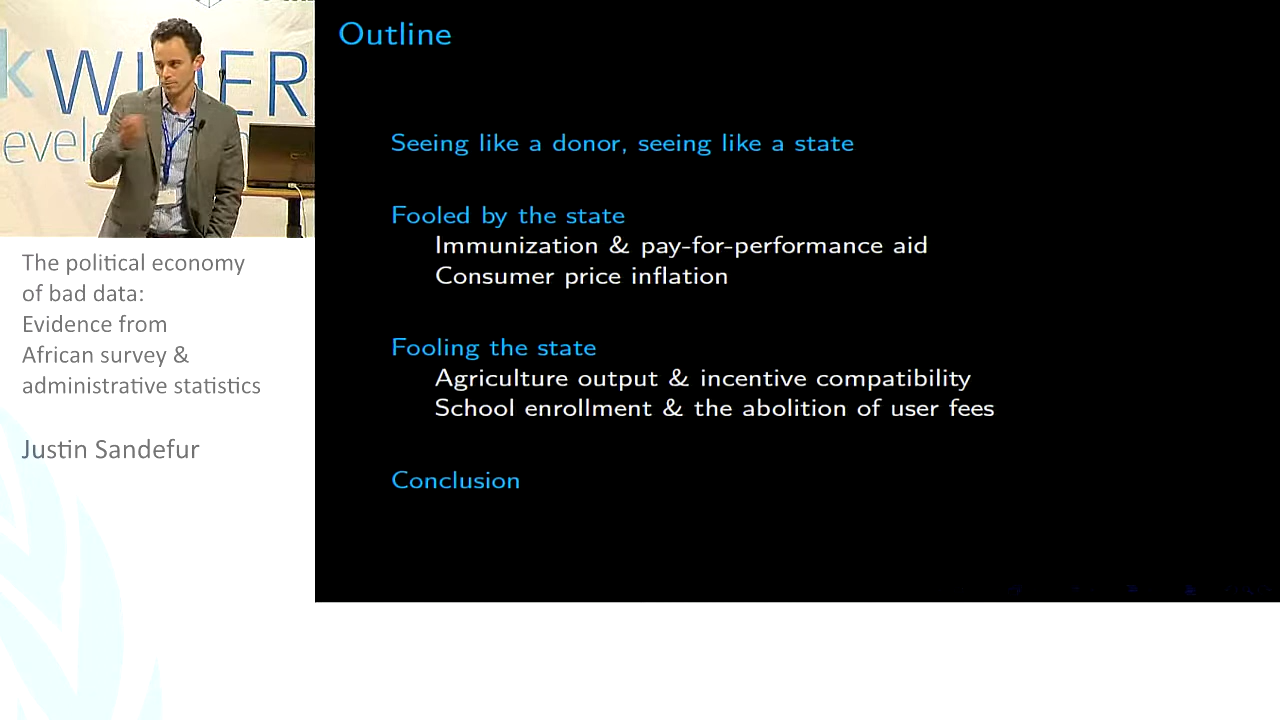 k WIDER
evel
The political economy
of bad data:
Evidence from
African survey &
administrative statistics
Justin Sandefur
Outline
Seeing like a donor, seeing like a state
Fooled by the state
Immunization & pay-for-performance aid
Consumer price inflation
Fooling the state
Agriculture output & incentive compatibility
School enrollment & the abolition of user fees
Conclusion